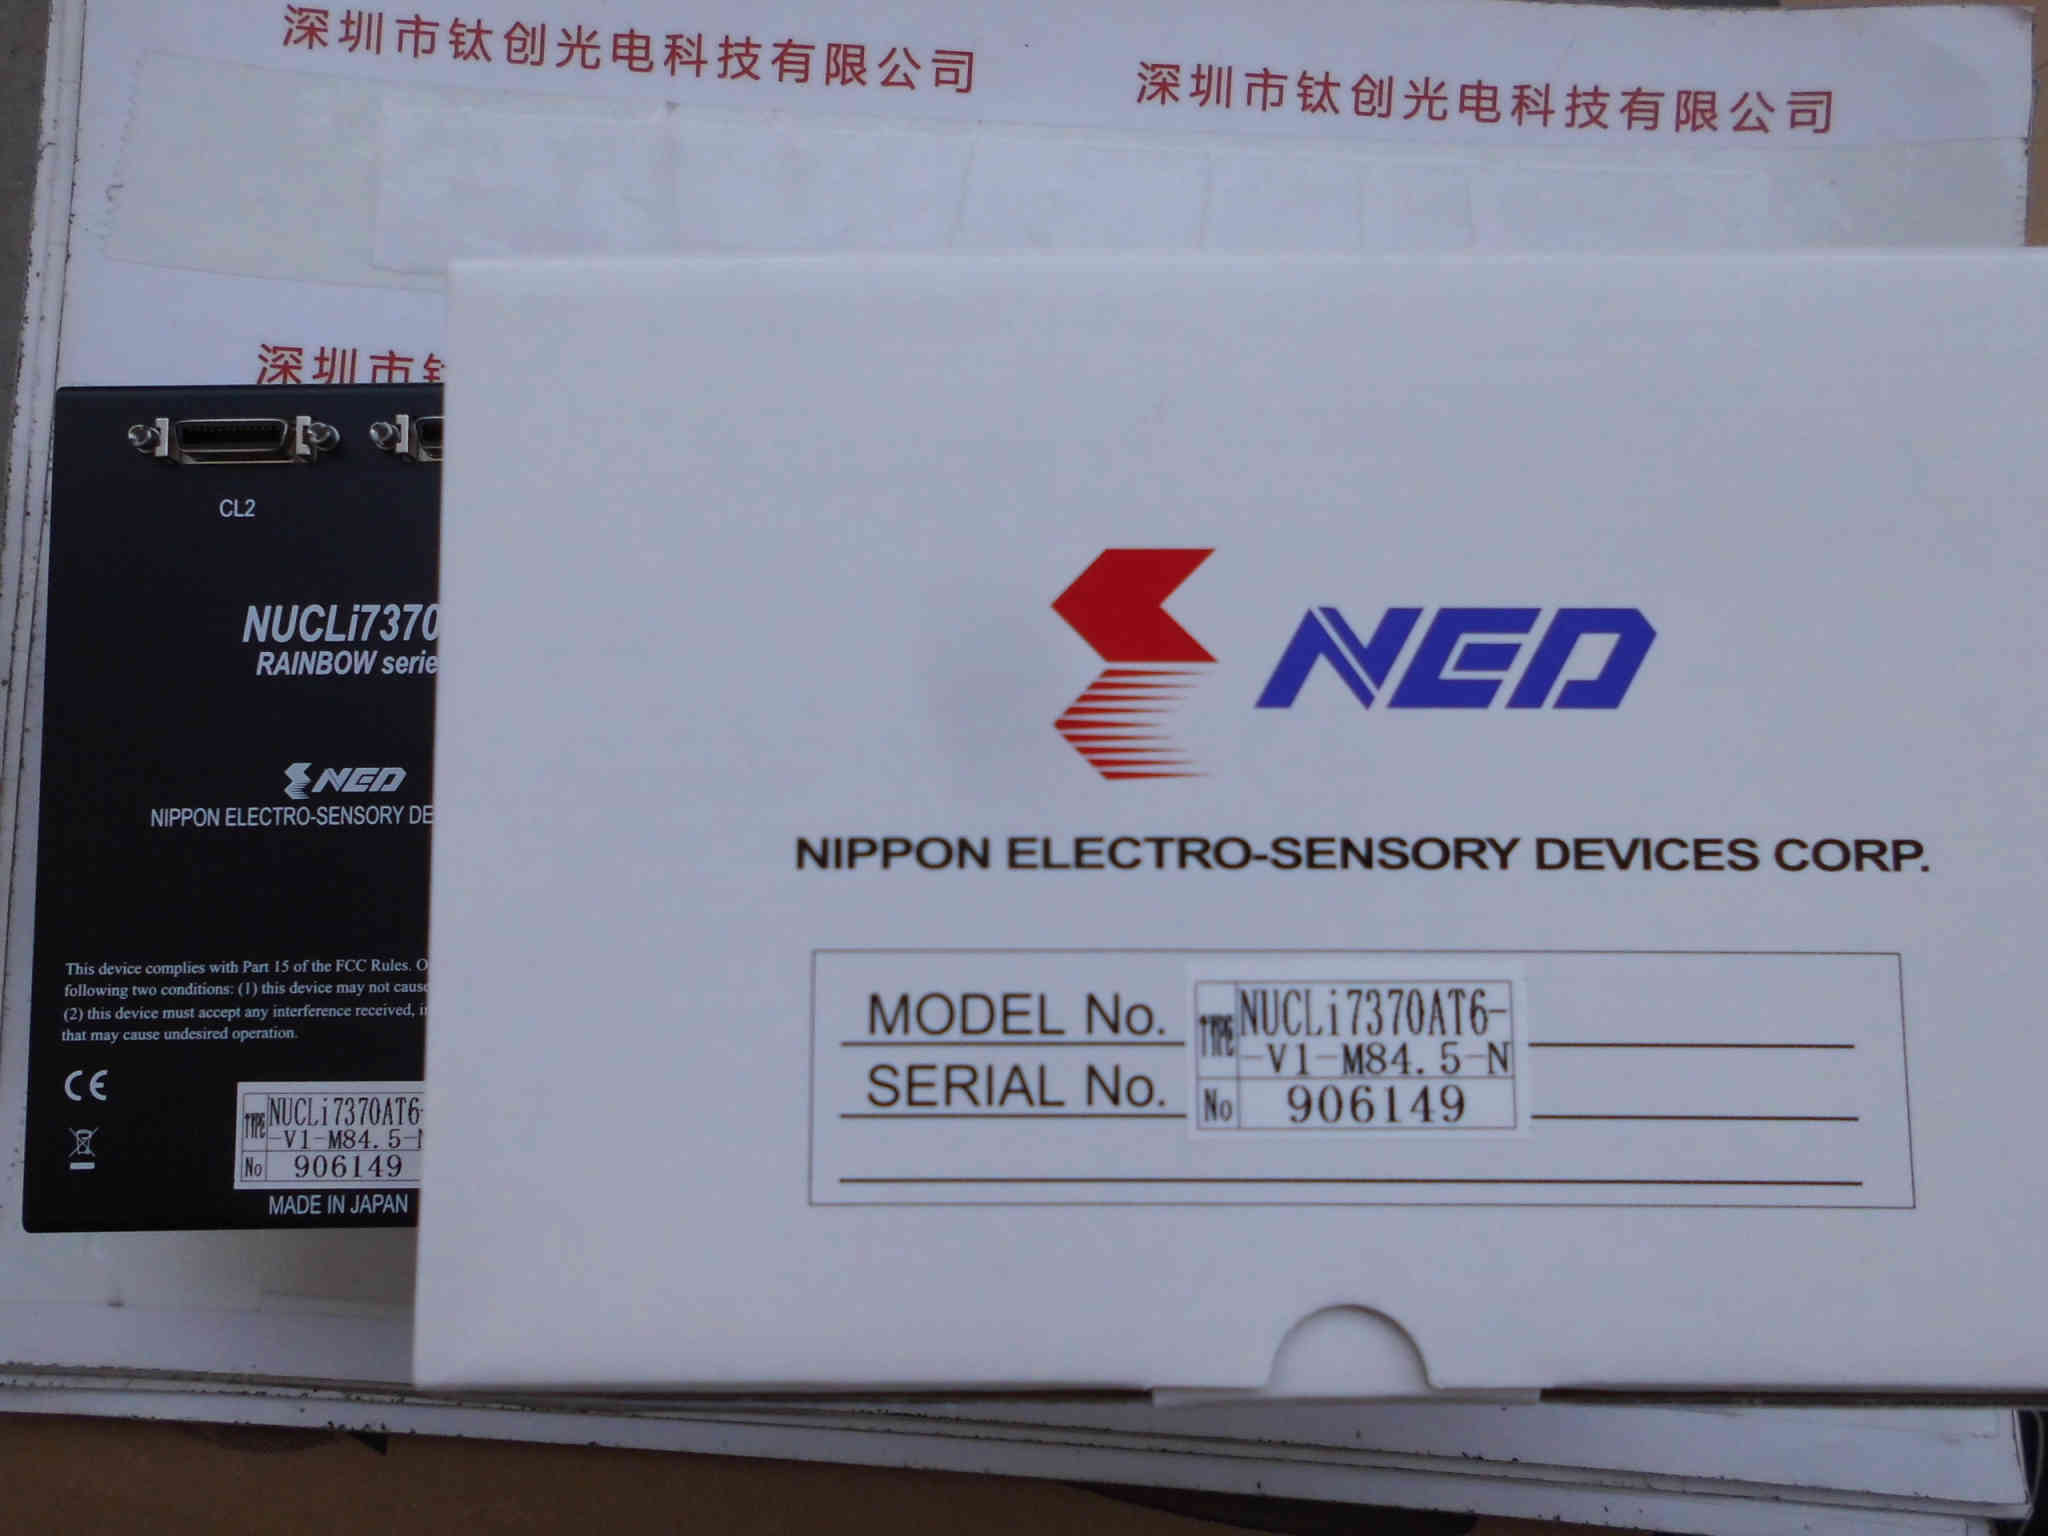 深圳市钛创光电科技有限公司
深圳市钛创光电科技有限公司
深圳市钛
CL2
NUCLi7370
RAINBOW serie
NED
NIPPON ELECTRO-SENSORY DE
This device complies with Part 15 of the FCC Rules. O
following two conditions: (1) this device may not cause
(2) this device must accept any interference received, i
that may cause undesired operation.
CE
TYPE NUCLi7370AT6-
-V1-M84.5-N
No 906149
MADE IN JAPAN
NED
NIPPON ELECTRO-SENSORY DEVICES CORP.
MODEL No. TYPE NUCLi7370AT6-
-V1-M84.5-N
SERIAL No. No 906149